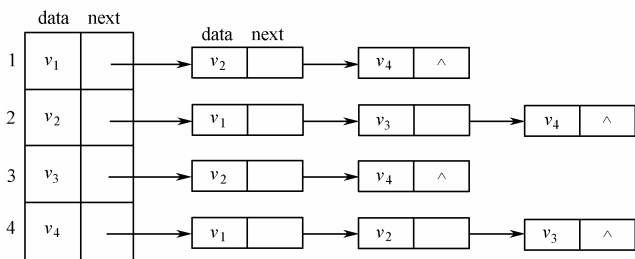 data next
data next
1 v₁ v₂ v₄ ^
2 v₂ v₁ v₃ v₄ ^
3 v₃ v₂ v₄ ^
4 v₄ v₁ v₂ v₃ ^